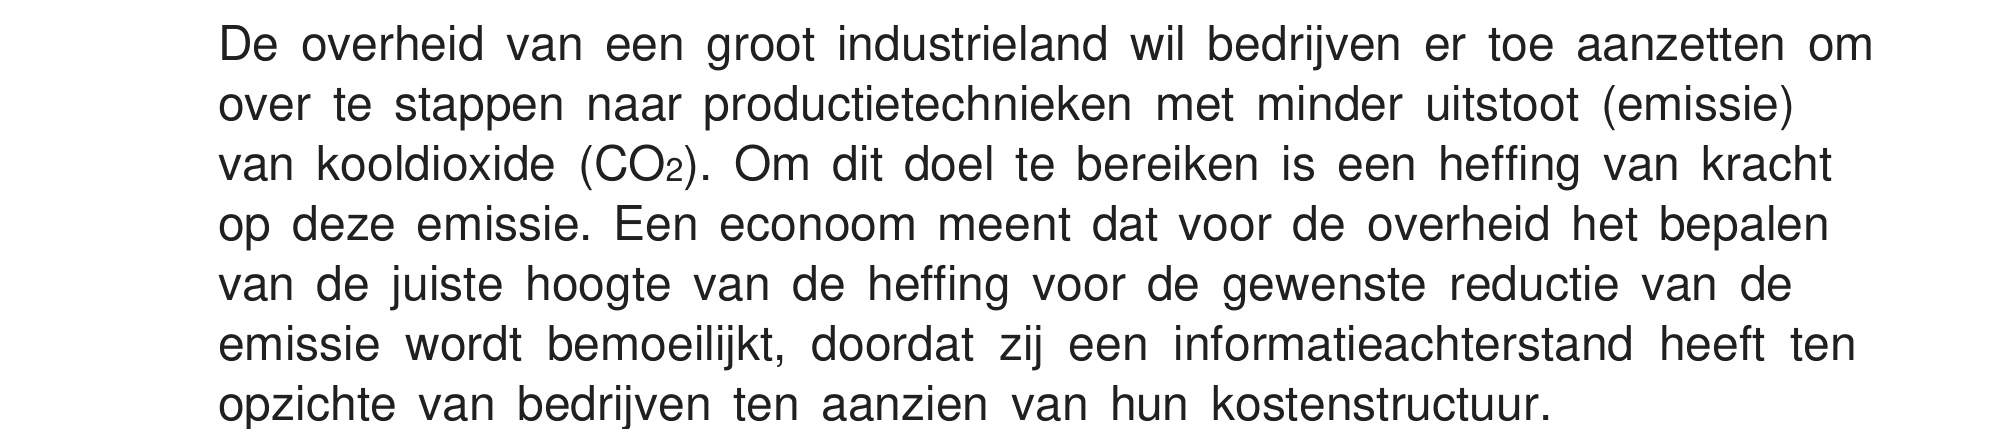 De overheid van een groot industrieland wil bedrijven er toe aanzetten om
over te stappen naar productietechnieken met minder uitstoot (emissie)
van kooldioxide (CO2). Om dit doel te bereiken is een heffing van kracht
op deze emissie. Een econoom meent dat voor de overheid het bepalen
van de juiste hoogte van de heffing voor de gewenste reductie van de
emissie wordt bemoeilijkt, doordat zij een informatieachterstand heeft ten
opzichte van bedrijven ten aanzien van hun kostenstructuur.